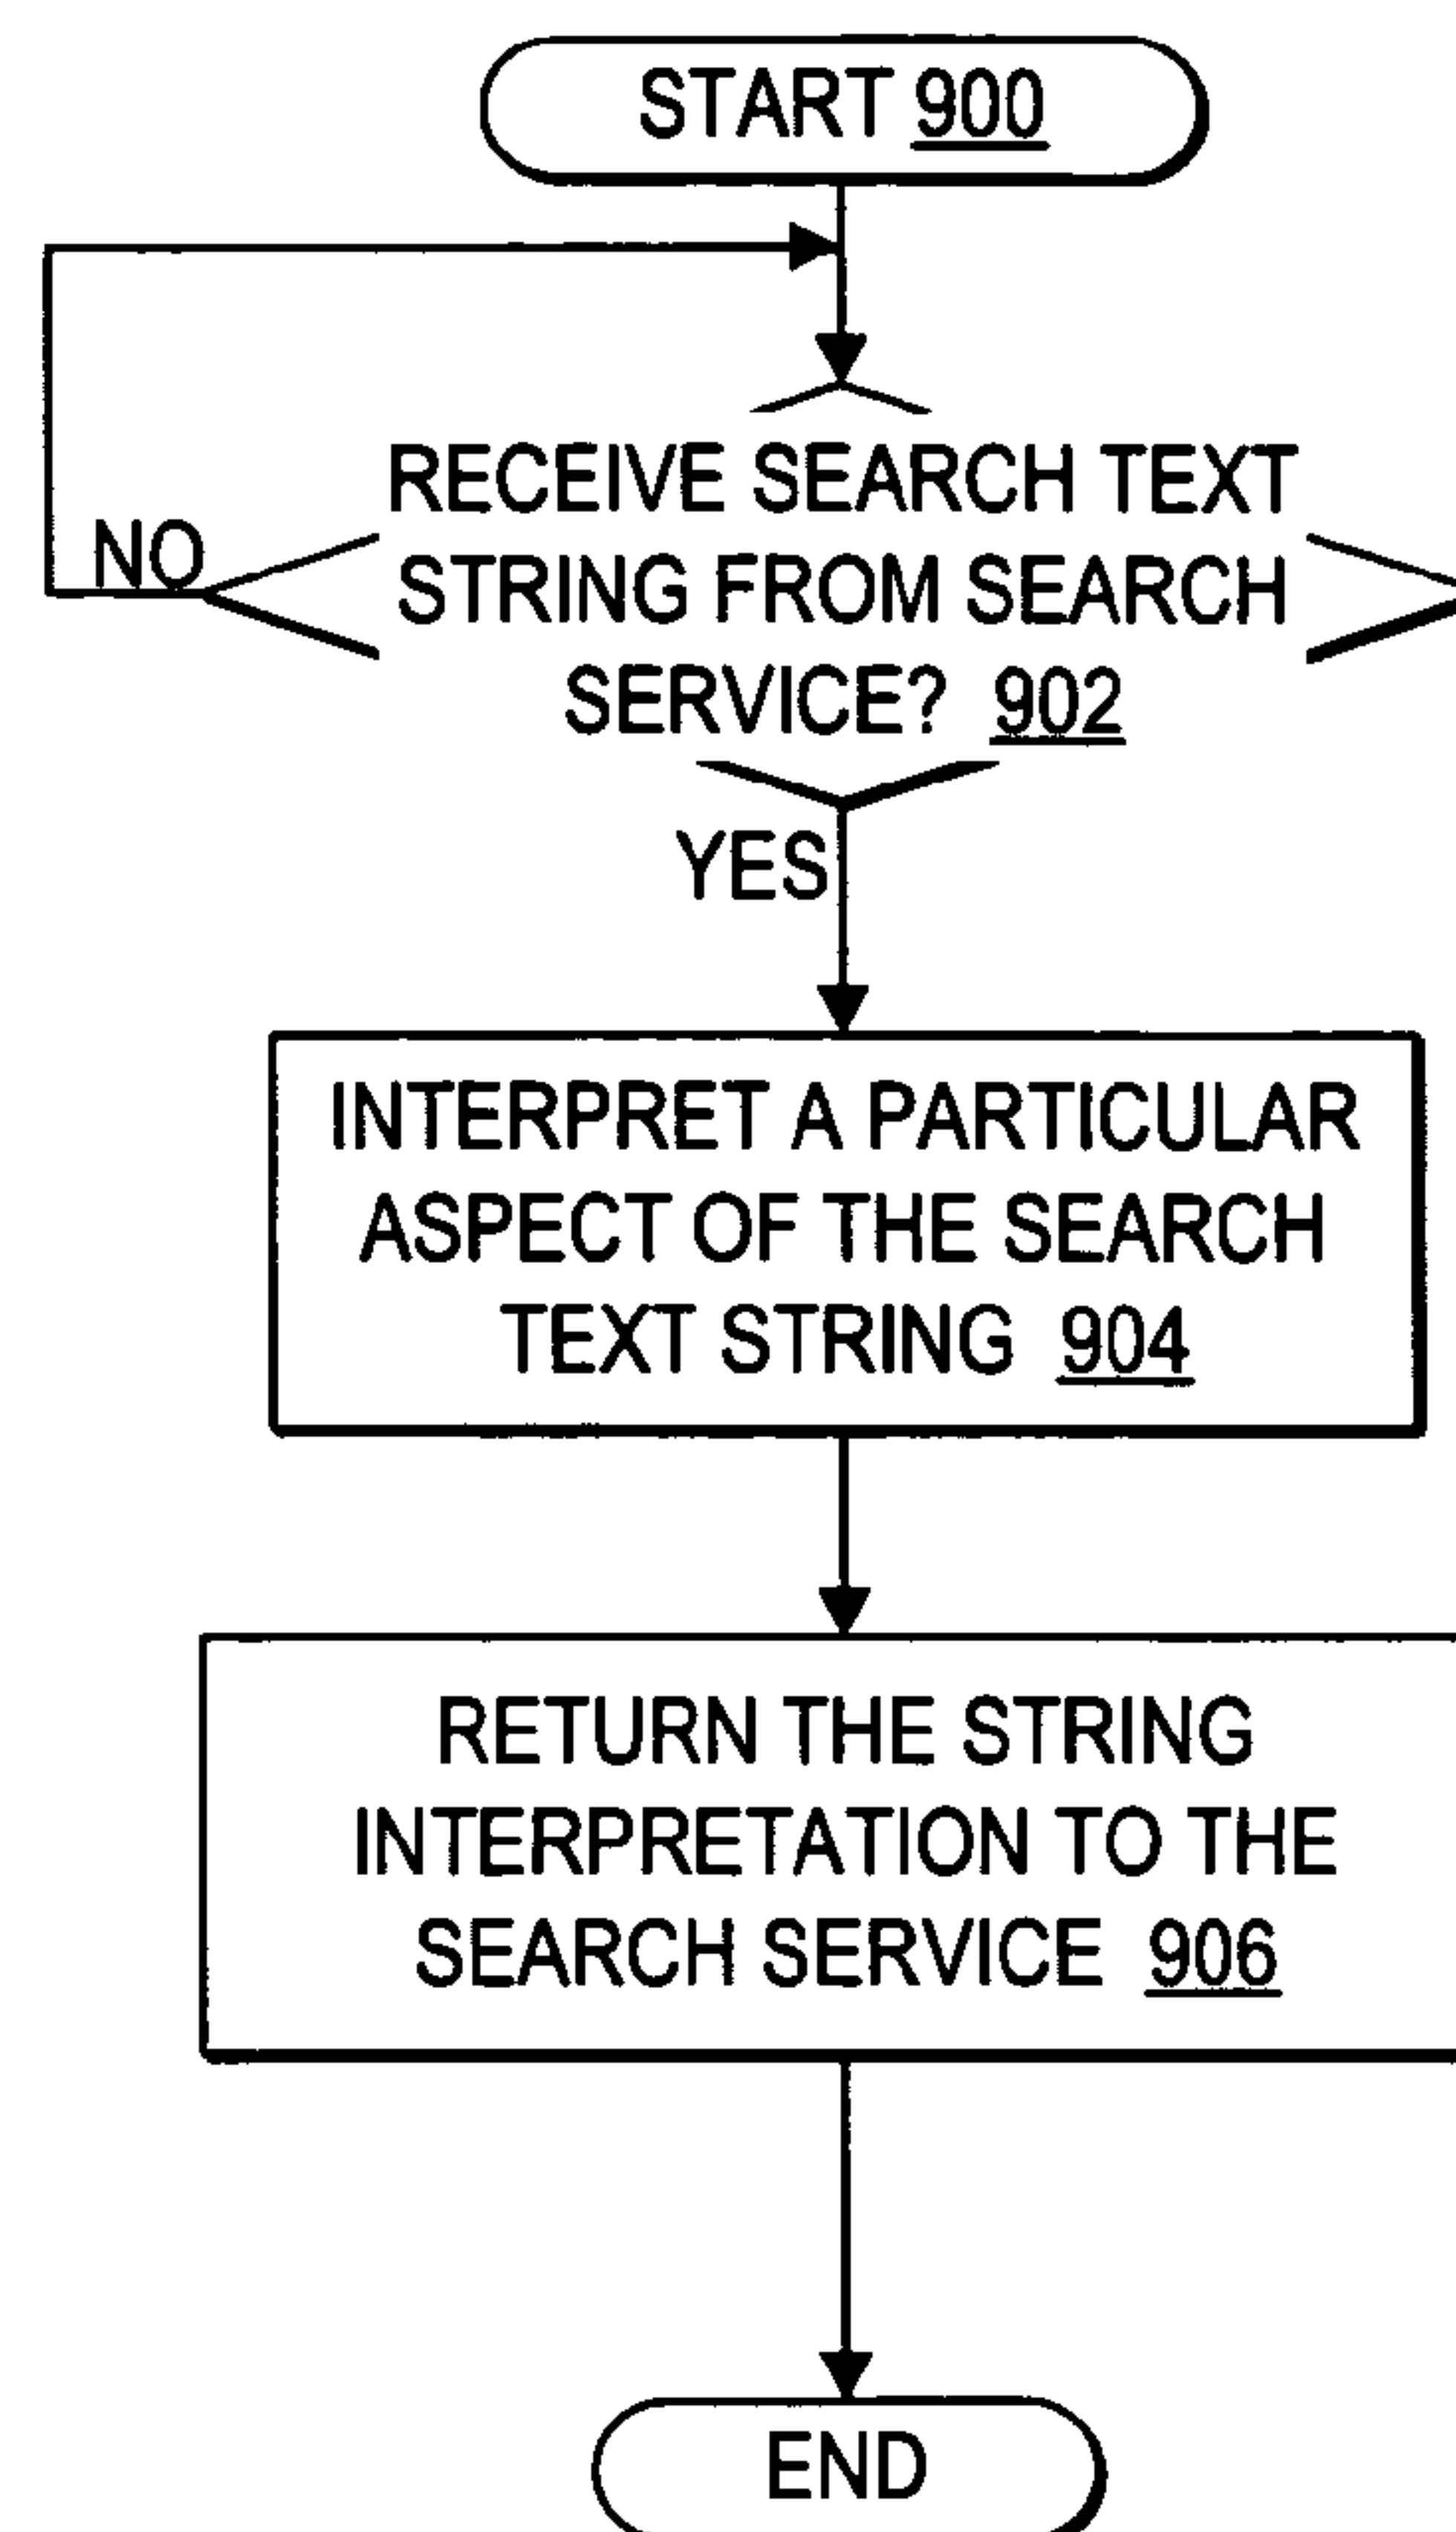 START 900
RECEIVE SEARCH TEXT
STRING FROM SEARCH
SERVICE? 902
NO
YES
INTERPRET A PARTICULAR
ASPECT OF THE SEARCH
TEXT STRING 904
RETURN THE STRING
INTERPRETATION TO THE
SEARCH SERVICE 906
END